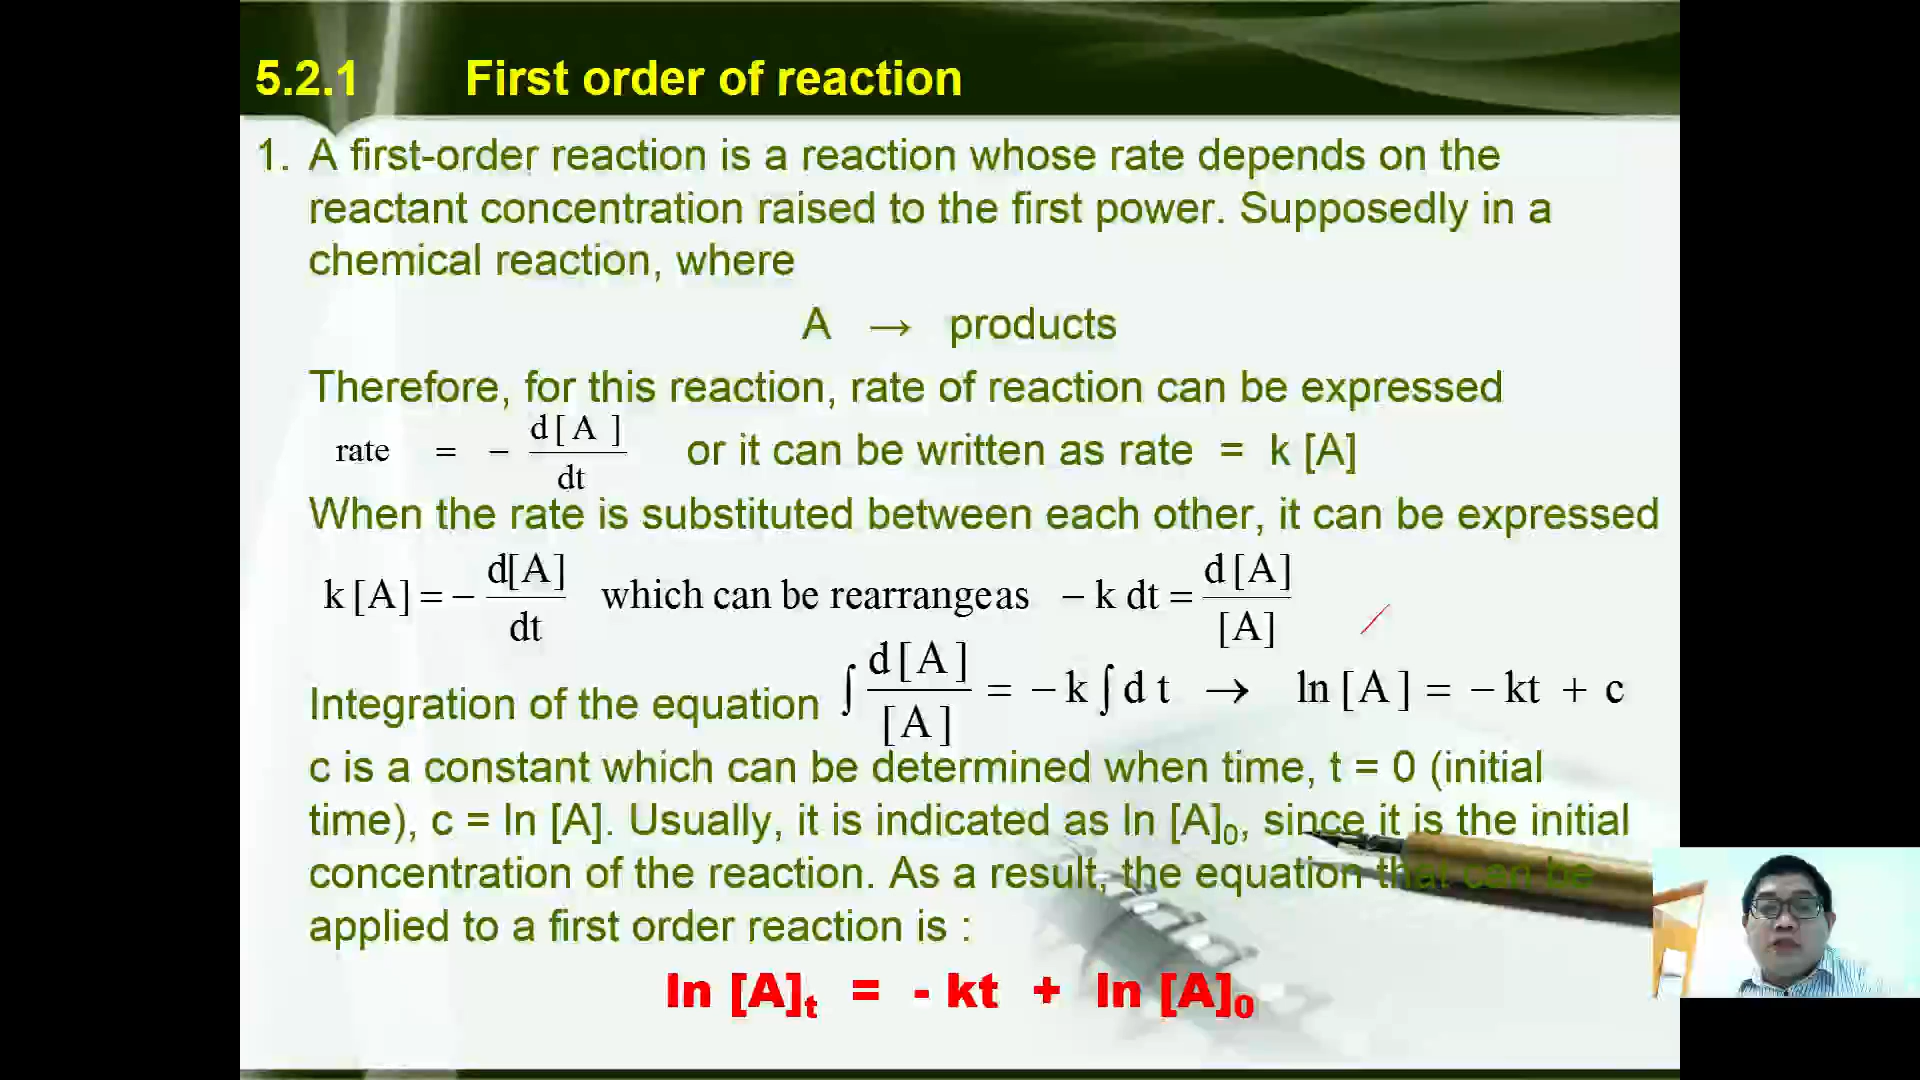 5.2.1 First order of reaction
1. A first-order reaction is a reaction whose rate depends on the
reactant concentration raised to the first power. Supposedly in a
chemical reaction, where
A → products
Therefore, for this reaction, rate of reaction can be expressed
rate = − d[A]/dt or it can be written as rate = k [A]
When the rate is substituted between each other, it can be expressed
k [A] = − d[A]/dt which can be rearrange as − k dt = d[A]/[A]
Integration of the equation ∫ d[A]/[A] = − k ∫ d t → ln [A] = − kt + c
c is a constant which can be determined when time, t = 0 (initial
time), c = ln [A]. Usually, it is indicated as ln [A]₀, since it is the initial
concentration of the reaction. As a result, the equation that can be
applied to a first order reaction is :
ln [A]ₜ = - kt + ln [A]₀